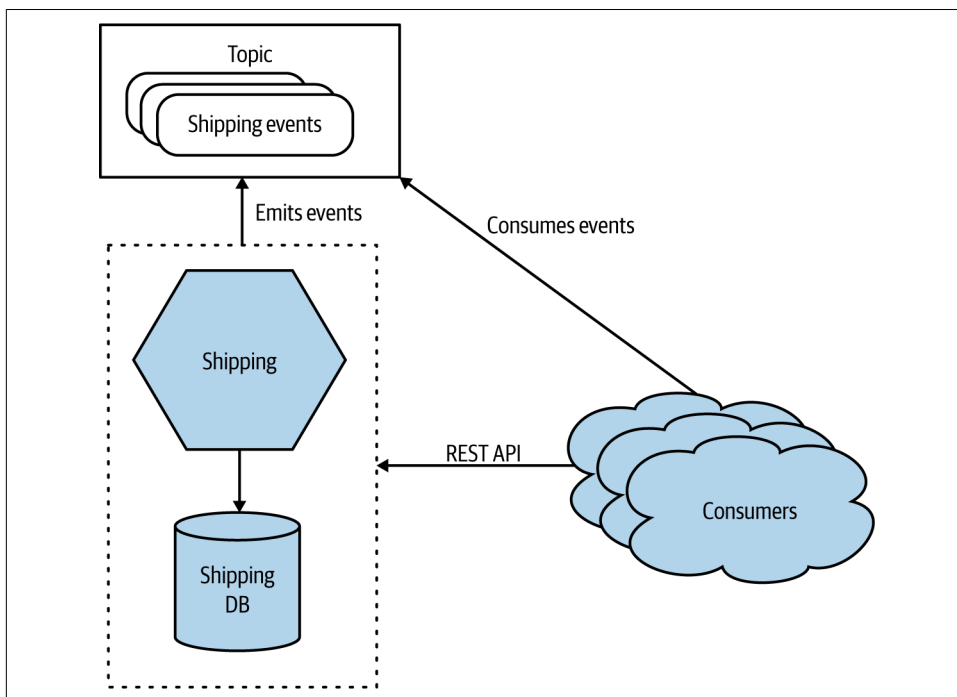 Topic
Shipping events
Emits events
Consumes events
Shipping
REST API
Consumers
Shipping
DB